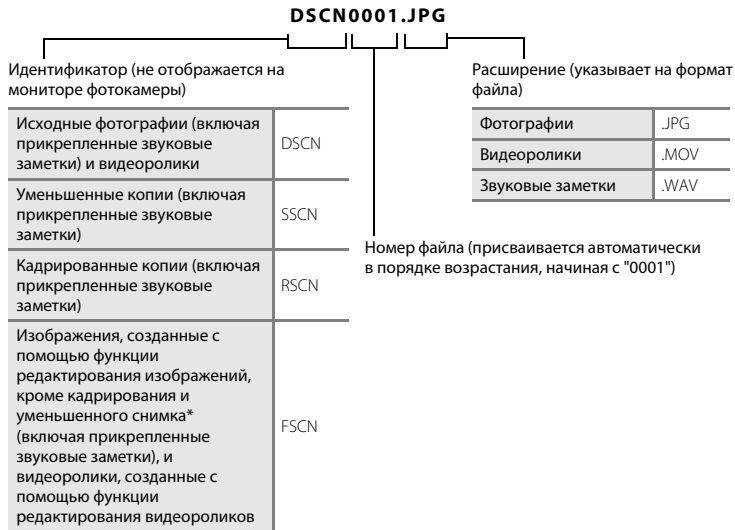 DSCN0001.JPG
Идентификатор (не отображается на
мониторе фотокамеры)
Исходные фотографии (включая
прикрепленные звуковые
заметки) и видеоролики
DSCN
Уменьшенные копии (включая
прикрепленные звуковые
заметки)
SSCN
Кадрированные копии (включая
прикрепленные звуковые
заметки)
RSCN
Изображения, созданные с
помощью функции
редактирования изображений,
кроме кадрирования и
уменьшенного снимка*
(включая прикрепленные
звуковые заметки), и
видеоролики, созданные с
помощью функции
редактирования видеороликов
FSCN
Расширение (указывает на формат
файла)
Фотографии .JPG
Видеоролики .MOV
Звуковые заметки .WAV
Номер файла (присваивается автоматически
в порядке возрастания, начиная с "0001")